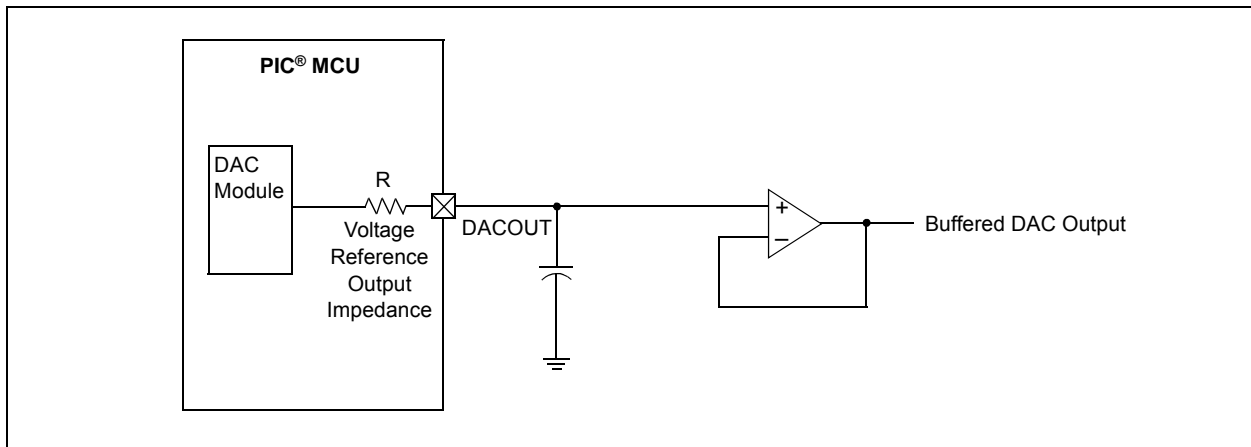 PIC® MCU
DAC
Module
R
Voltage
Reference
Output
Impedance
DACOUT
+
–
Buffered DAC Output